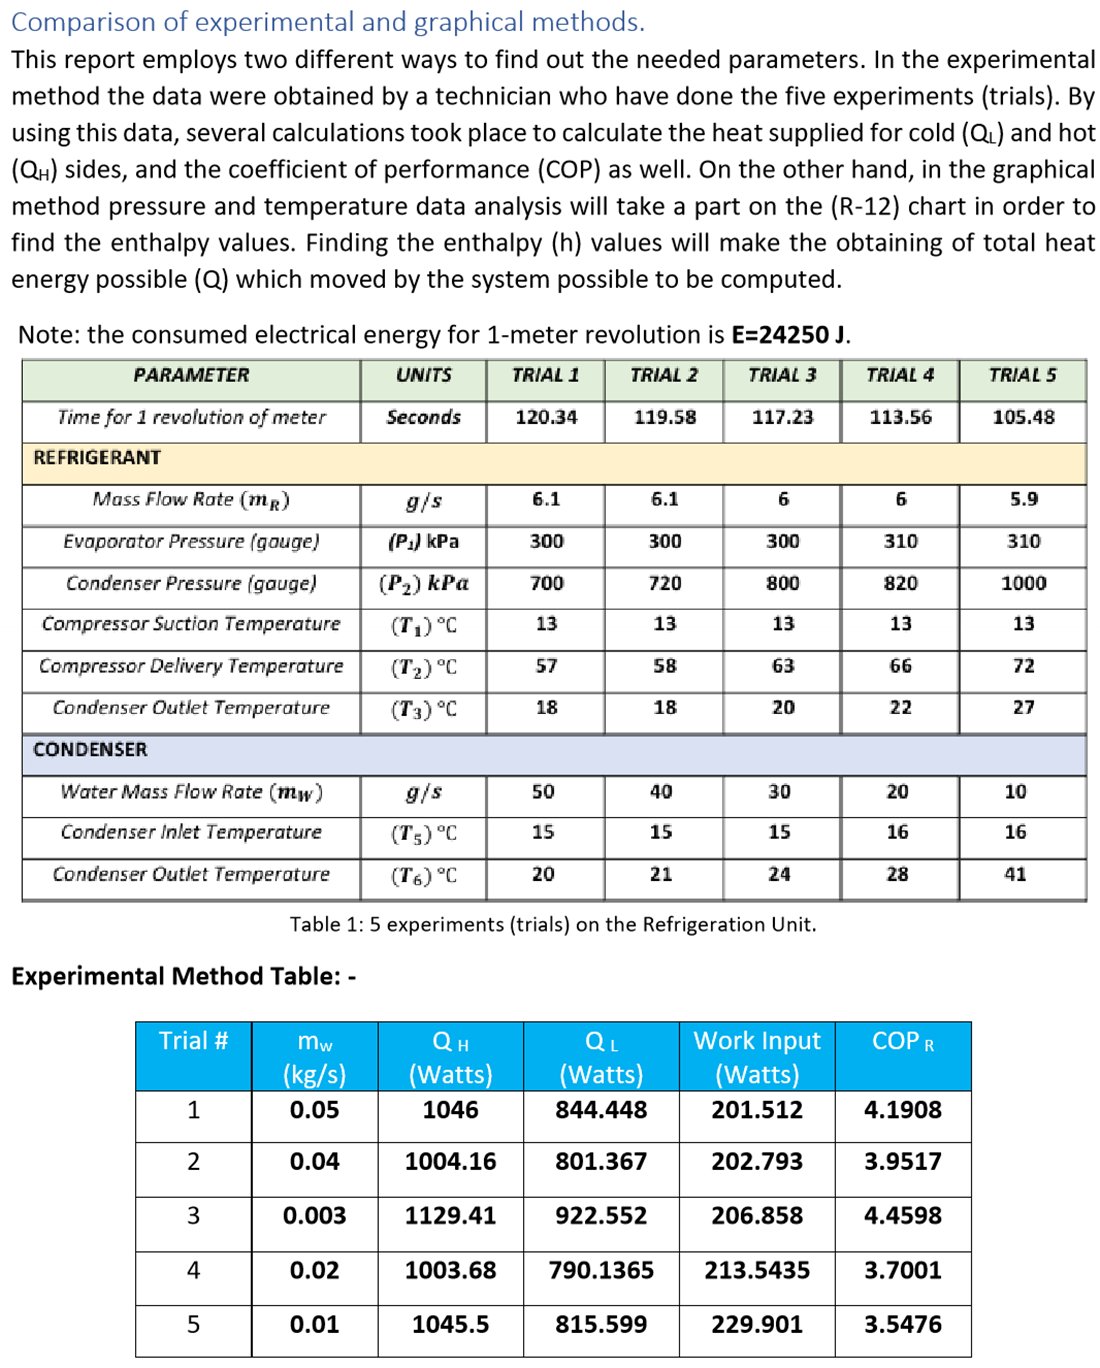 Comparison of experimental and graphical methods.
This report employs two different ways to find out the needed parameters. In the experimental
method the data were obtained by a technician who have done the five experiments (trials). By
using this data, several calculations took place to calculate the heat supplied for cold (QL) and hot
(QH) sides, and the coefficient of performance (COP) as well. On the other hand, in the graphical
method pressure and temperature data analysis will take a part on the (R-12) chart in order to
find the enthalpy values. Finding the enthalpy (h) values will make the obtaining of total heat
energy possible (Q) which moved by the system possible to be computed.
Note: the consumed electrical energy for 1-meter revolution is E=24250 J.
PARAMETER UNITS TRIAL 1 TRIAL 2 TRIAL 3 TRIAL 4 TRIAL 5
Time for 1 revolution of meter Seconds 120.34 119.58 117.23 113.56 105.48
REFRIGERANT
Mass Flow Rate (mR) g/s 6.1 6.1 6 6 5.9
Evaporator Pressure (gauge) (P1) kPa 300 300 300 310 310
Condenser Pressure (gauge) (P2) kPa 700 720 800 820 1000
Compressor Suction Temperature (T1) °C 13 13 13 13 13
Compressor Delivery Temperature (T2) °C 57 58 63 66 72
Condenser Outlet Temperature (T3) °C 18 18 20 22 27
CONDENSER
Water Mass Flow Rate (mW) g/s 50 40 30 20 10
Condenser Inlet Temperature (T5) °C 15 15 15 16 16
Condenser Outlet Temperature (T6) °C 20 21 24 28 41
Table 1: 5 experiments (trials) on the Refrigeration Unit.
Experimental Method Table: -
Trial # mw Q H Q L Work Input COP R
(kg/s) (Watts) (Watts) (Watts)
1 0.05 1046 844.448 201.512 4.1908
2 0.04 1004.16 801.367 202.793 3.9517
3 0.003 1129.41 922.552 206.858 4.4598
4 0.02 1003.68 790.1365 213.5435 3.7001
5 0.01 1045.5 815.599 229.901 3.5476